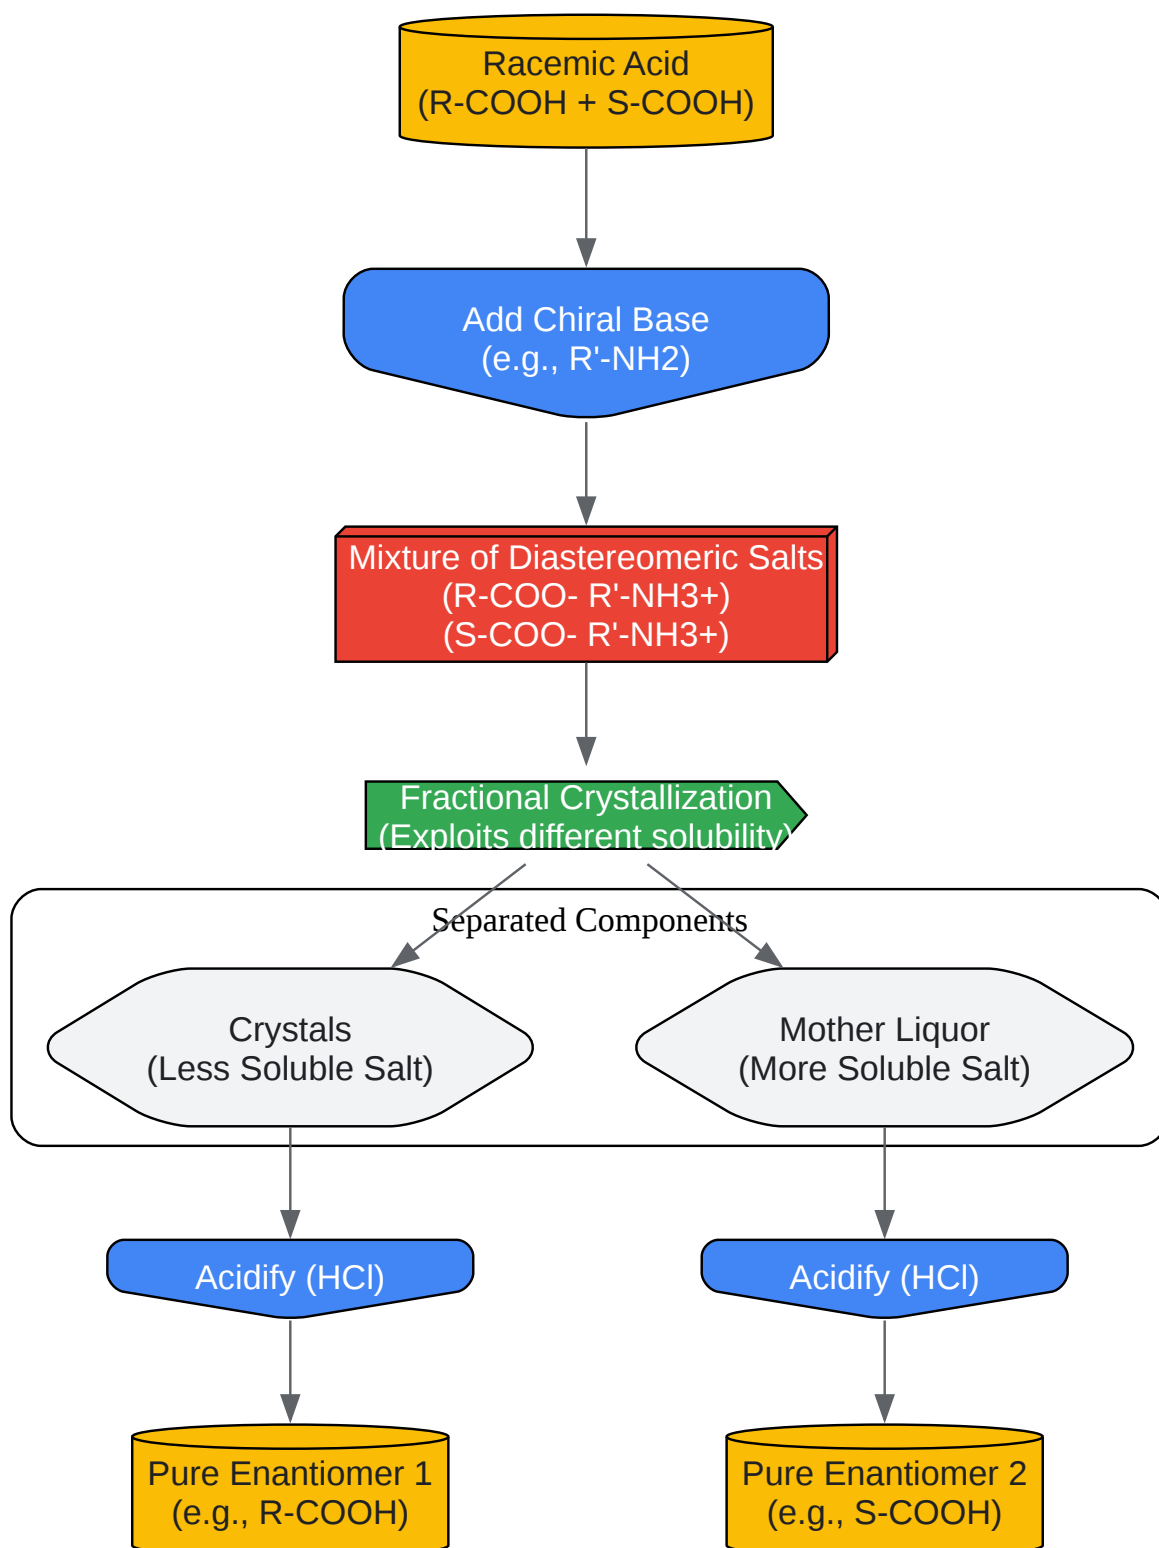 Racemic Acid
(R-COOH + S-COOH)
Add Chiral Base
(e.g., R'-NH2)
Mixture of Diastereomeric Salts
(R-COO- R'-NH3+)
(S-COO- R'-NH3+)
Fractional Crystallization
(Exploits different solubility)
Separated Components
Crystals
(Less Soluble Salt)
Mother Liquor
(More Soluble Salt)
Acidify (HCl)
Acidify (HCl)
Pure Enantiomer 1
(e.g., R-COOH)
Pure Enantiomer 2
(e.g., S-COOH)